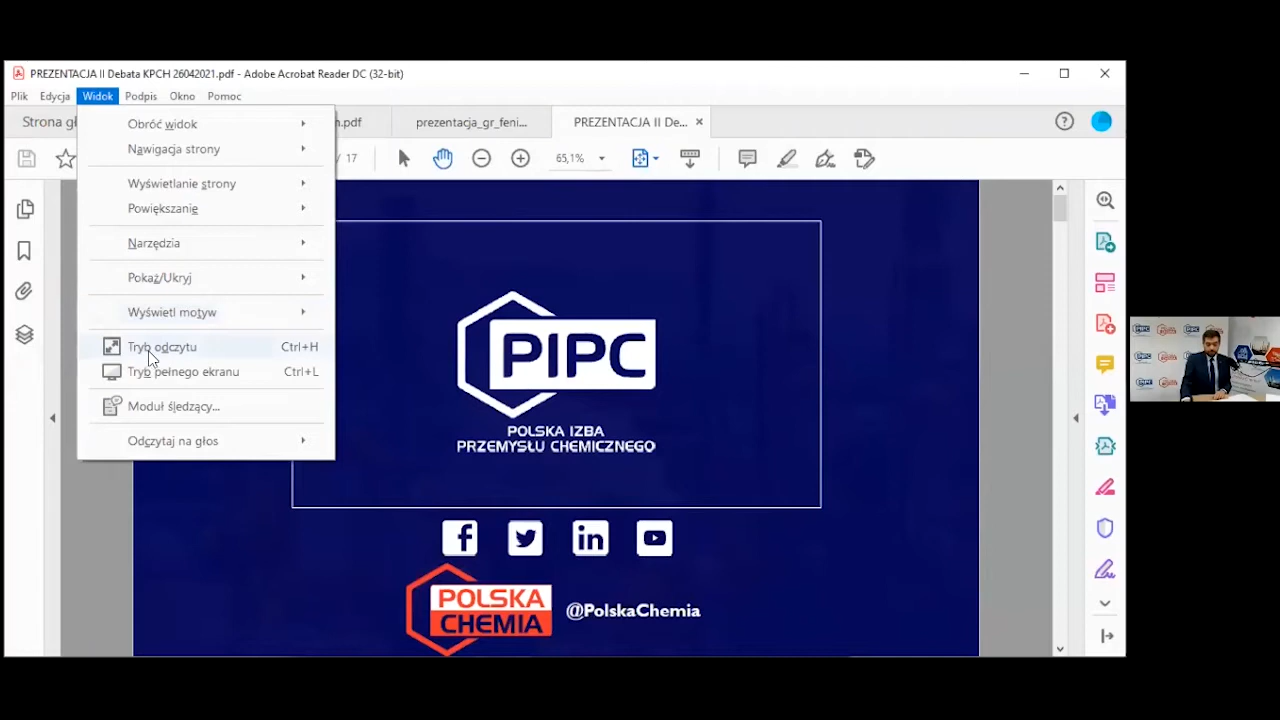 PREZENTACJA II Debata KPCH 26042021.pdf - Adobe Acrobat Reader DC (32-bit)
Plik Edycja Widok Podpis Okno Pomoc
Strona gł
.pdf
prezentacja_gr_feni...
PREZENTACJA II De...
/ 17
65,1%
Obróć widok
Nawigacja strony
Wyświetlanie strony
Powiększanie
Narzędzia
Pokaż/Ukryj
Wyświetl motyw
Tryb odczytu Ctrl+H
Tryb pełnego ekranu Ctrl+L
Moduł śledzący...
Odczytaj na głos
PIPC
POLSKA IZBA
PRZEMYSŁU CHEMICZNEGO
POLSKA
CHEMIA
@PolskaChemia